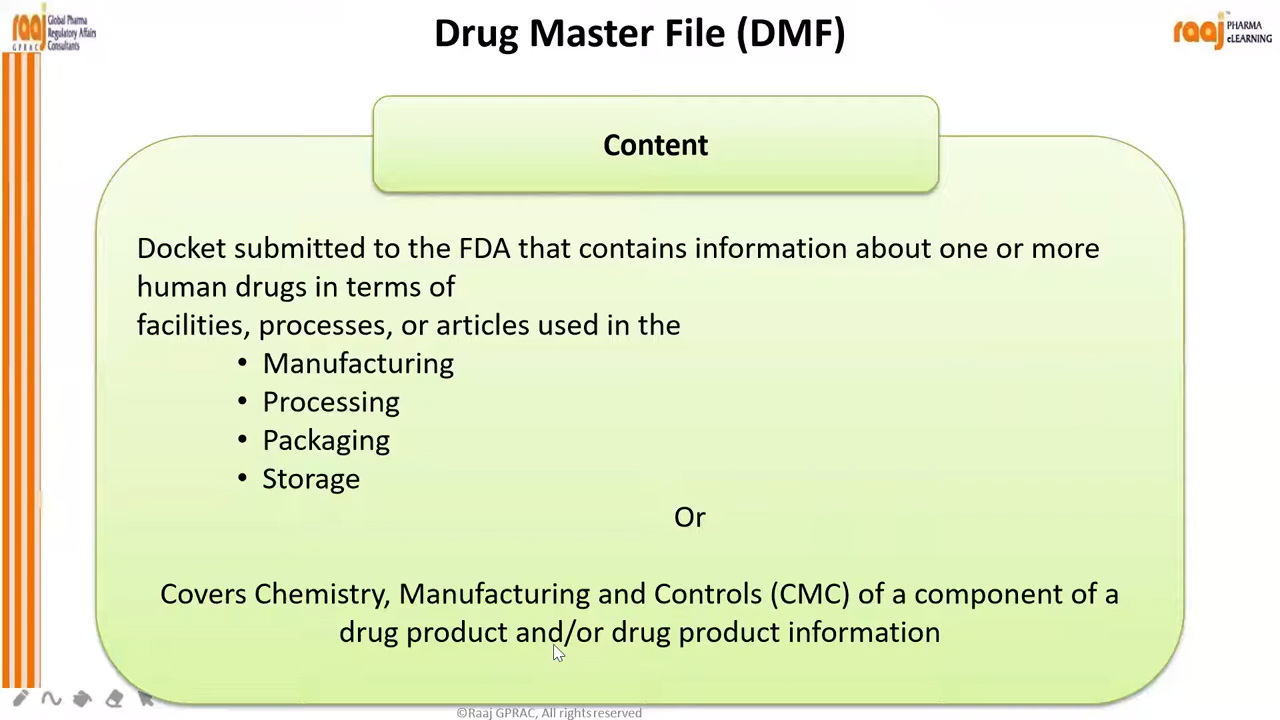 raaj Global Pharma
Regulatory Affairs
GPRAC Consultants
Drug Master File (DMF)
raaj PHARMA
eLEARNING
™
Content
Docket submitted to the FDA that contains information about one or more
human drugs in terms of
facilities, processes, or articles used in the
• Manufacturing
• Processing
• Packaging
• Storage
Or
Covers Chemistry, Manufacturing and Controls (CMC) of a component of a
drug product and/or drug product information
©Raaj GPRAC, All rights reserved